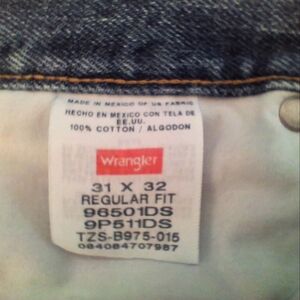 MADE IN MEXICO OF US FABRIC
HECHO EN MEXICO CON TELA DE
EE.UU.
100% COTTON / ALGODON
Wrangler
31 X 32
REGULAR FIT
96501DS
9P511DS
TZS-B975-015
084084707987